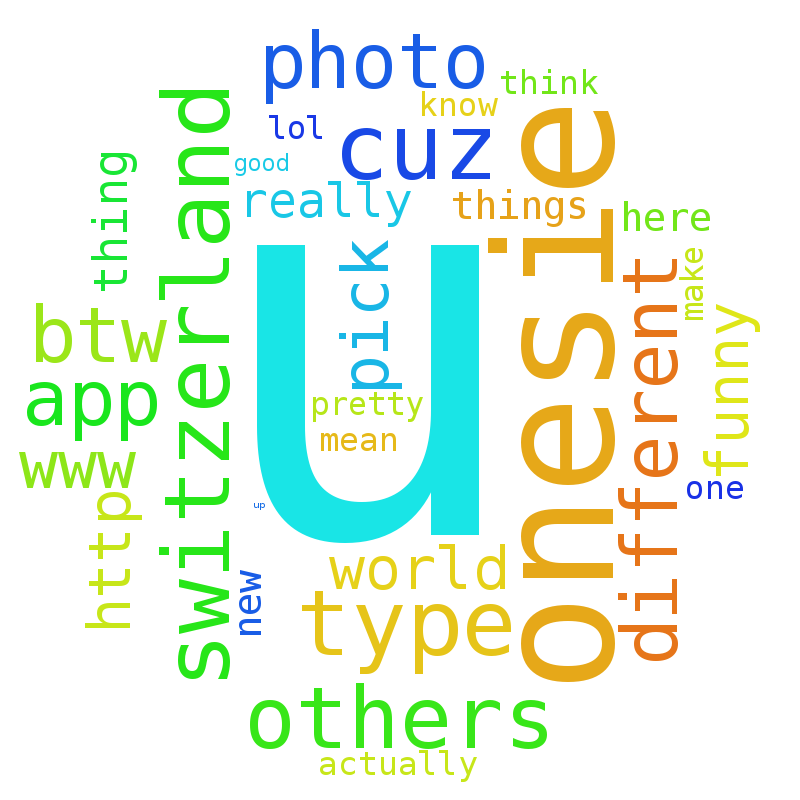 photo
think
know
lol
cuz
good
thing
really
things
here
switzerland
u
pick
onesie
different
make
funny
btw
app
pretty
mean
www
one
http
up
world
new
type
others
actually